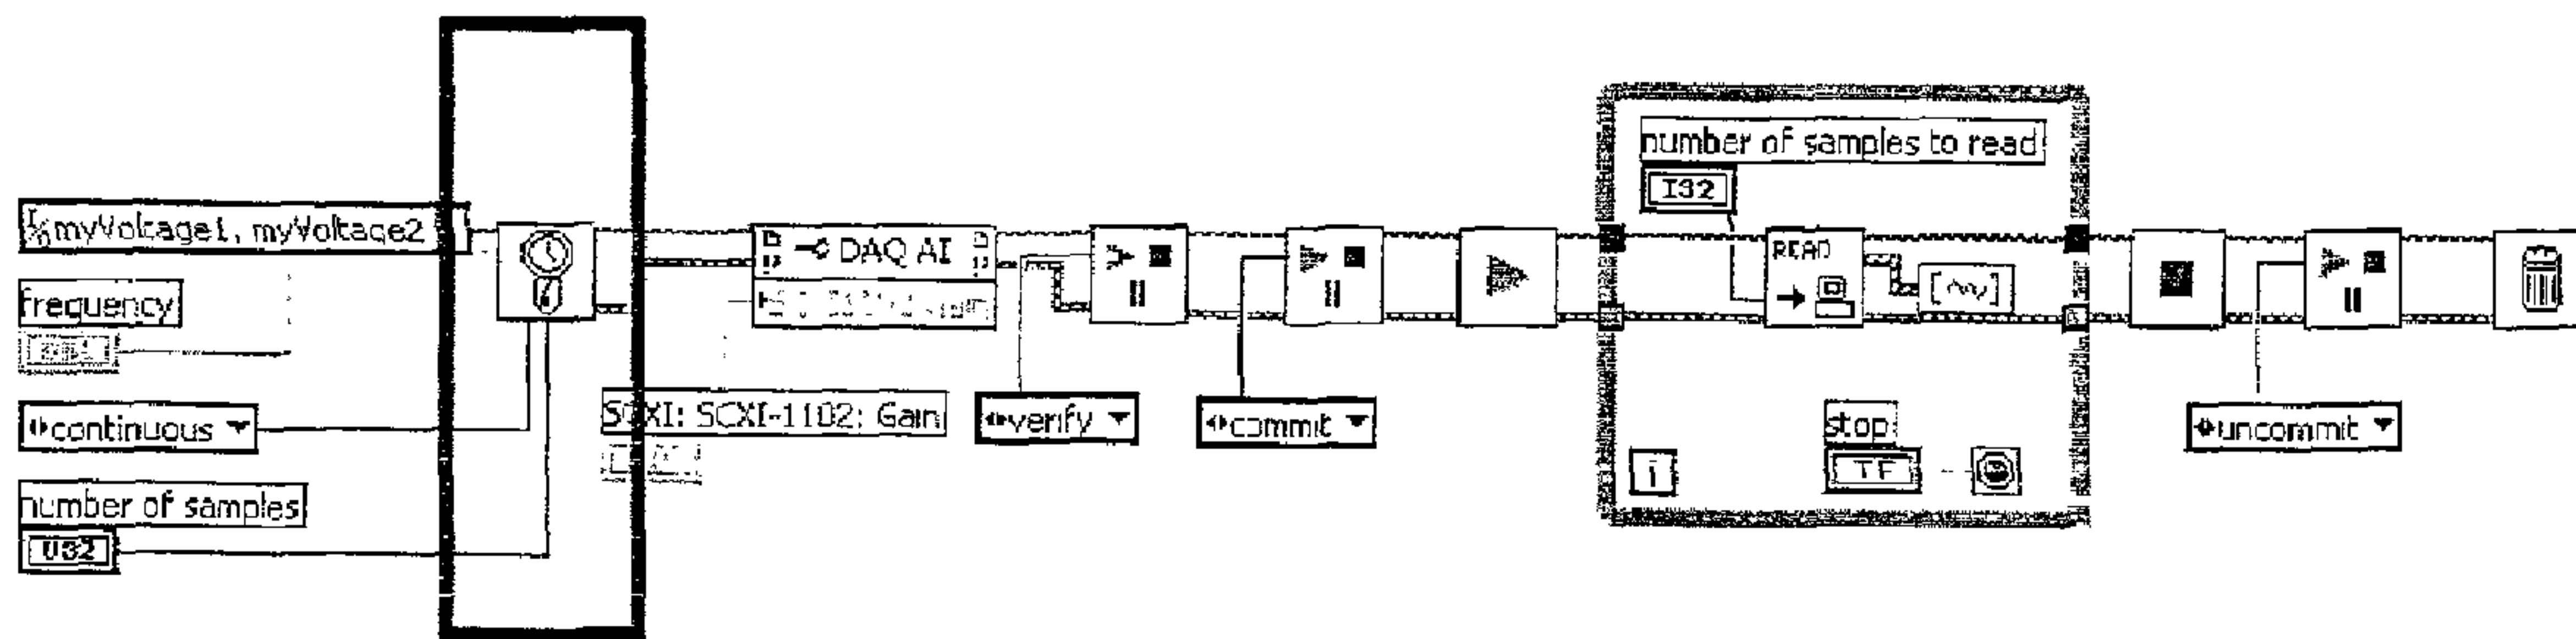 myVoltage1, myVoltage2
frequency
continuous
number of samples
U32
DAQ AI
SCXI: SCXI-1102: Gain
verify
commit
number of samples to read
I32
READ
i
stop
TF
uncommit